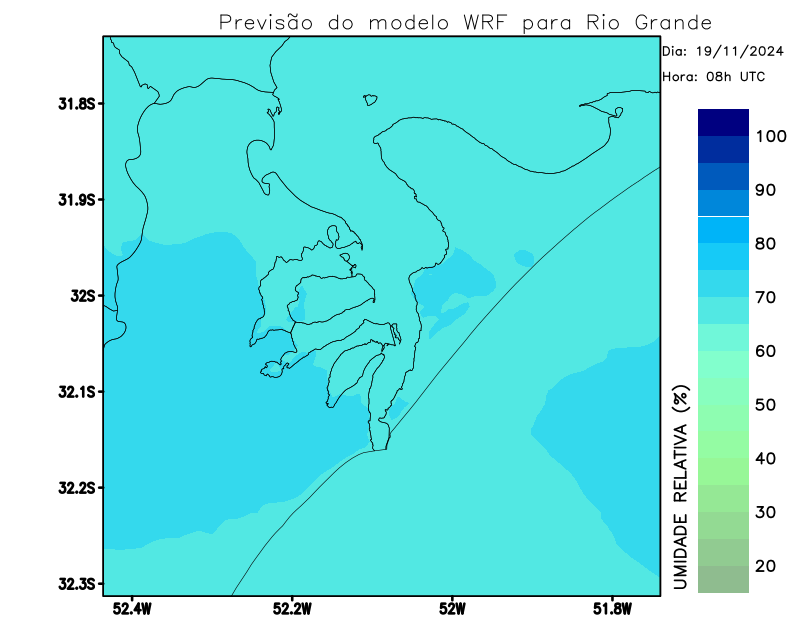 Previsão do modelo WRF para Rio Grande
Dia: 19/11/2024
Hora: 08h UTC
31.8S
31.9S
32S
32.1S
32.2S
32.3S
52.4W
52.2W
52W
51.8W
100
90
80
70
60
50
40
30
20
UMIDADE RELATIVA (%)